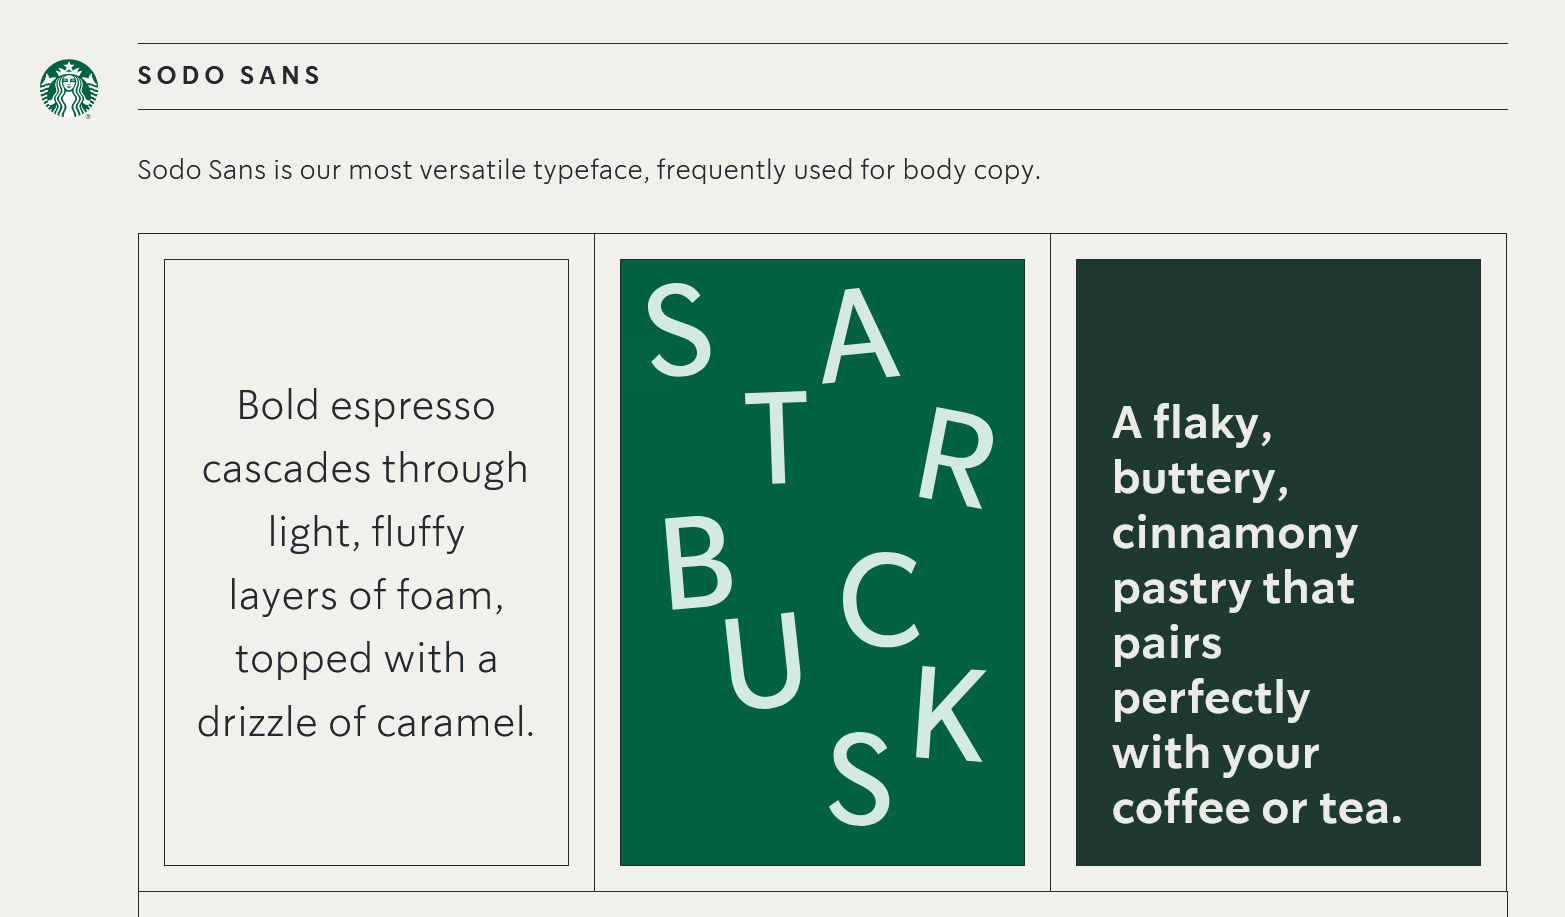 SODO SANS
Sodo Sans is our most versatile typeface, frequently used for body copy.
Bold espresso
cascades through
light, fluffy
layers of foam,
topped with a
drizzle of caramel.
S A
T R
B C
U K
S
A flaky,
buttery,
cinnamony
pastry that
pairs
perfectly
with your
coffee or tea.